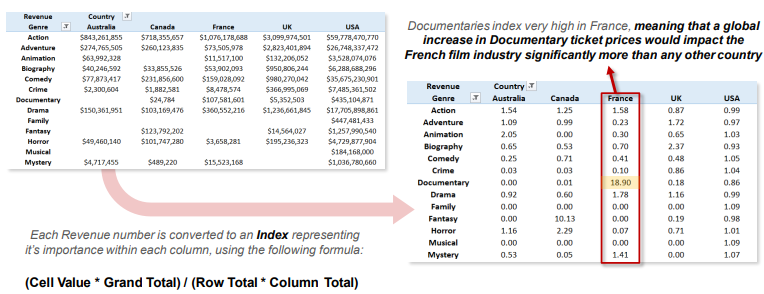 Revenue Country
Genre Australia Canada France UK USA
Action $843,261,855 $718,355,657 $1,076,178,688 $3,099,974,501 $59,778,470,770
Adventure $274,765,505 $260,123,835 $73,505,978 $2,823,401,894 $26,748,337,472
Animation $63,992,328 $11,517,100 $132,206,052 $3,528,074,076
Biography $40,246,592 $33,855,526 $53,902,093 $950,806,244 $6,288,688,296
Comedy $77,873,417 $231,856,600 $159,028,092 $980,270,042 $35,675,230,901
Crime $2,300,604 $1,882,581 $8,478,574 $366,995,069 $7,485,361,502
Documentary $24,784 $107,581,601 $5,352,503 $435,104,871
Drama $150,361,951 $103,169,476 $360,552,216 $1,236,661,845 $17,705,898,861
Family $447,481,433
Fantasy $123,792,202 $14,564,027 $1,257,990,540
Horror $49,460,140 $101,747,280 $3,658,281 $195,236,323 $4,729,877,904
Musical $184,168,000
Mystery $4,717,455 $489,220 $15,523,168 $1,036,780,660
Documentaries index very high in France, meaning that a global
increase in Documentary ticket prices would impact the
French film industry significantly more than any other country
Revenue Country
Genre Australia Canada France UK USA
Action 1.54 1.25 1.58 0.87 0.99
Adventure 1.09 0.99 0.23 1.72 0.97
Animation 2.05 0.00 0.30 0.65 1.03
Biography 0.65 0.53 0.70 2.37 0.93
Comedy 0.25 0.71 0.41 0.48 1.05
Crime 0.03 0.03 0.10 0.86 1.04
Documentary 0.00 0.01 18.90 0.18 0.86
Drama 0.92 0.60 1.78 1.16 0.99
Family 0.00 0.00 0.00 0.00 1.09
Fantasy 0.00 10.13 0.00 0.19 0.98
Horror 1.16 2.29 0.07 0.71 1.01
Musical 0.00 0.00 0.00 0.00 1.09
Mystery 0.53 0.05 1.41 0.00 1.07
Each Revenue number is converted to an Index representing
it's importance within each column, using the following formula:
(Cell Value * Grand Total) / (Row Total * Column Total)